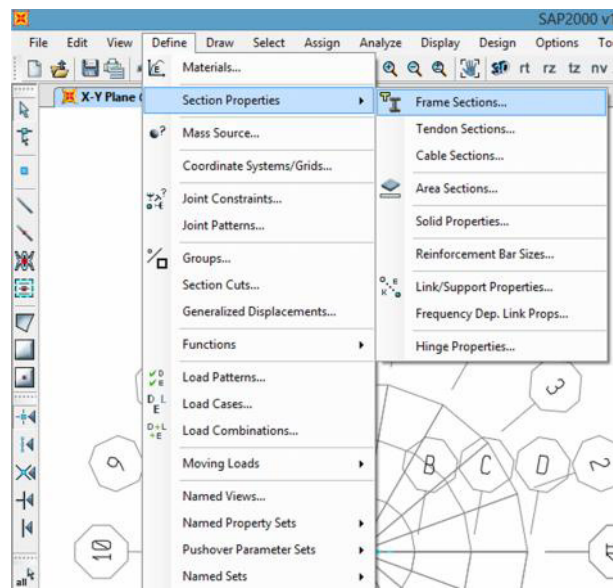 SAP2000 v1
File Edit View Define Draw Select Assign Analyze Display Design Options To
rt rz tz nv
X-Y Plane (
Materials...
Section Properties
Mass Source...
Coordinate Systems/Grids...
Joint Constraints...
Joint Patterns...
Groups...
Section Cuts...
Generalized Displacements...
Functions
Load Patterns...
Load Cases...
Load Combinations...
Moving Loads
Named Views...
Named Property Sets
Pushover Parameter Sets
Named Sets
Frame Sections...
Tendon Sections...
Cable Sections...
Area Sections...
Solid Properties...
Reinforcement Bar Sizes...
Link/Support Properties...
Frequency Dep. Link Props...
Hinge Properties...
3
9
B
C
D
2
10
all